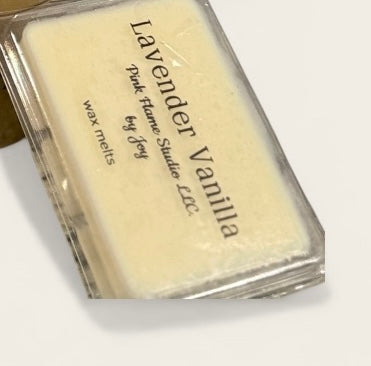 Lavender Vanilla
Pink Flame Studio LLC.
by Joy
wax melts